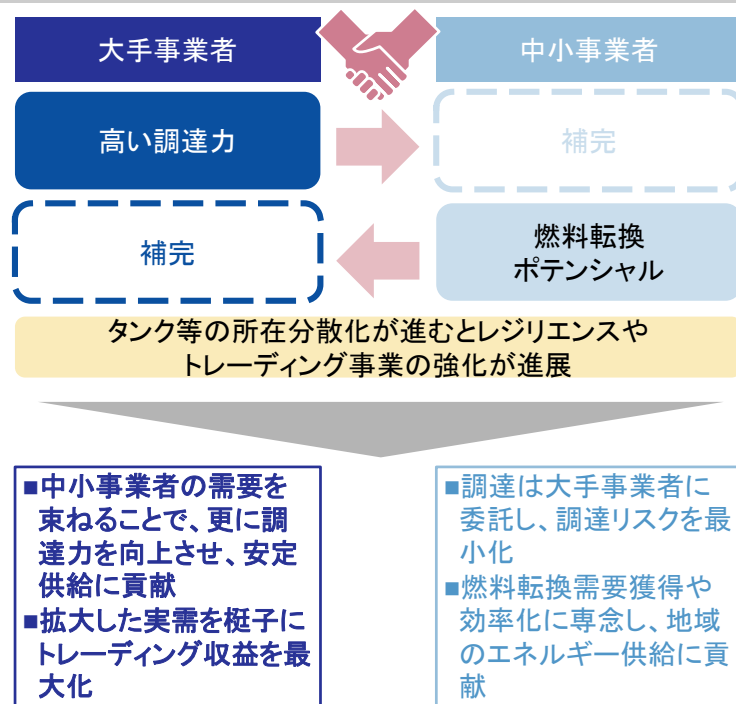 大手事業者
中小事業者
高い調達力
補完
補完
燃料転換
ポテンシャル
タンク等の所在分散化が進むとレジリエンスや
トレーディング事業の強化が進展
■中小事業者の需要を
束ねることで、更に調
達力を向上させ、安定
供給に貢献
■拡大した実需を梃子に
トレーディング収益を最
大化
■調達は大手事業者に
委託し、調達リスクを最
小化
■燃料転換需要獲得や
効率化に専念し、地域
のエネルギー供給に貢
献